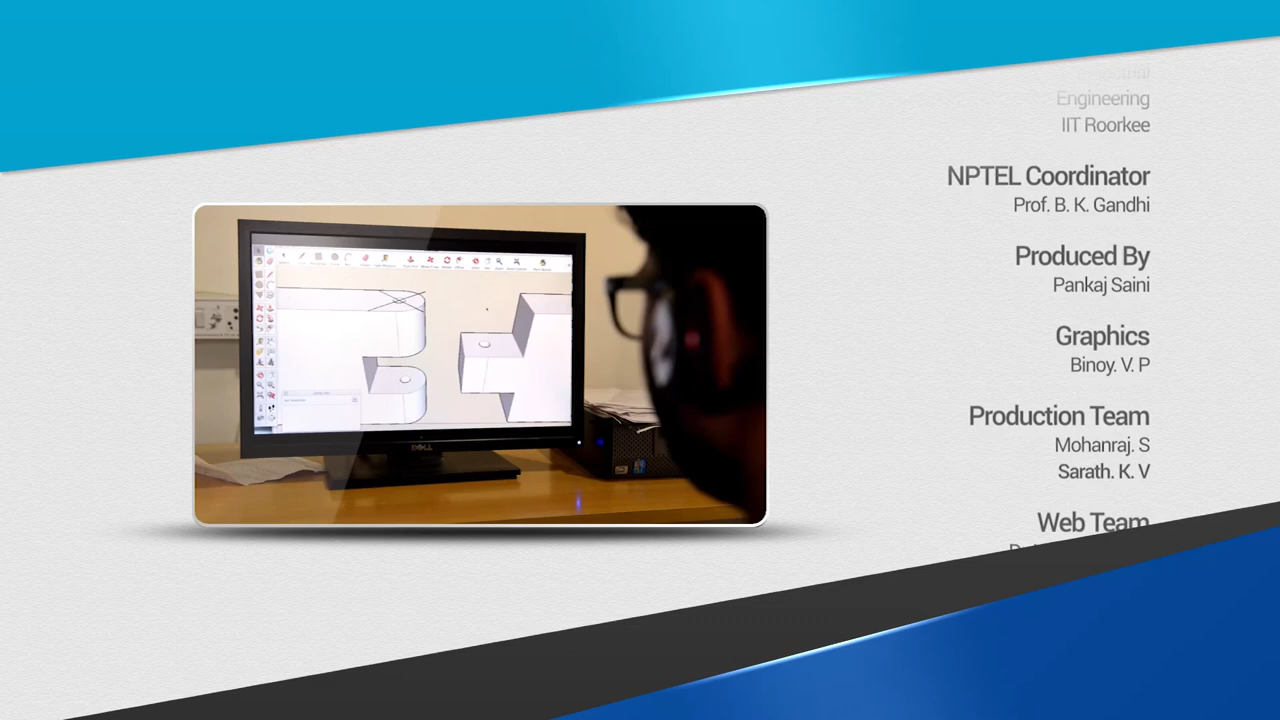 Engineering
IIT Roorkee
NPTEL Coordinator
Prof. B. K. Gandhi
Produced By
Pankaj Saini
Graphics
Binoy. V. P
Production Team
Mohanraj. S
Sarath. K. V
Web Team
DELL